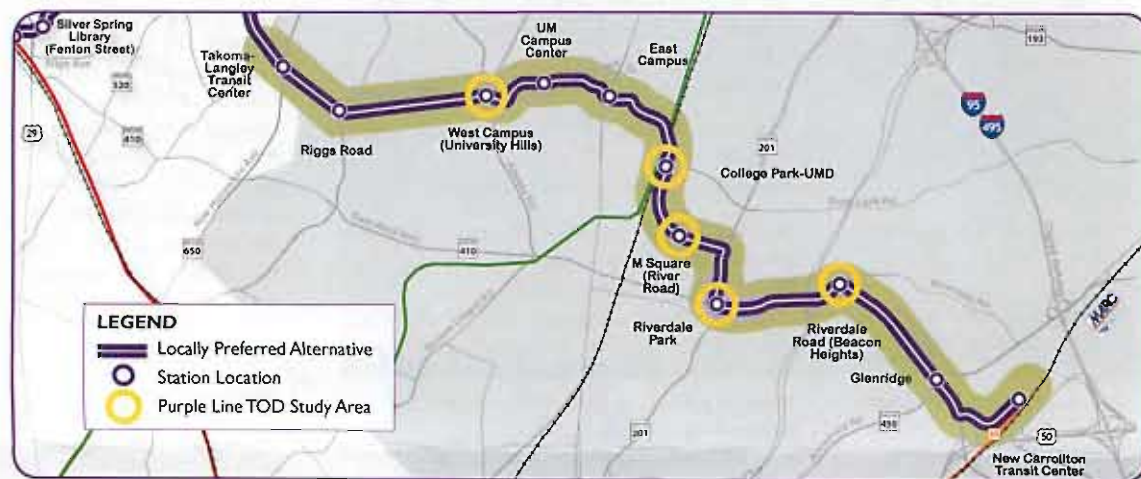 Silver Spring
Library
(Fenton Street)
Takoma-
Langley
Transit
Center
Riggs Road
West Campus
(University Hills)
UM
Campus
Center
East
Campus
College Park-UMD
M Square
(River
Road)
Riverdale
Park
Riverdale
Road (Beacon
Heights)
Glenridge
New Carrollton
Transit Center
MARC
29
320
410
650
410
201
193
95
495
201
450
50
LEGEND
Locally Preferred Alternative
Station Location
Purple Line TOD Study Area